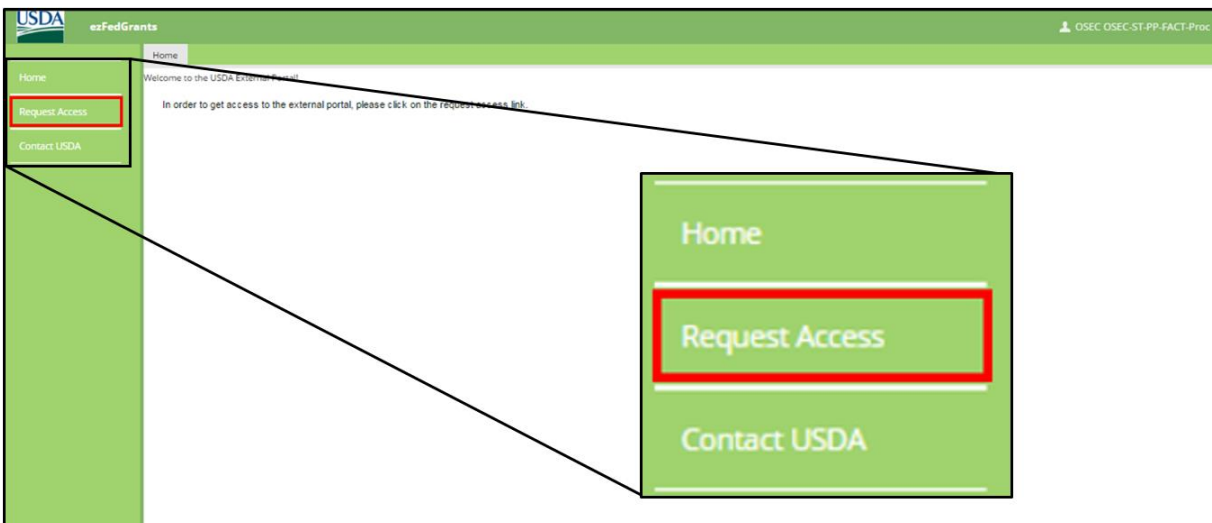 USDA
ezFedGrants
OSEC OSEC-ST-PP-FACT-Proc
Home
Welcome to the USDA External Portal!
In order to get access to the external portal, please click on the request access link.
Home
Request Access
Contact USDA
Home
Request Access
Contact USDA